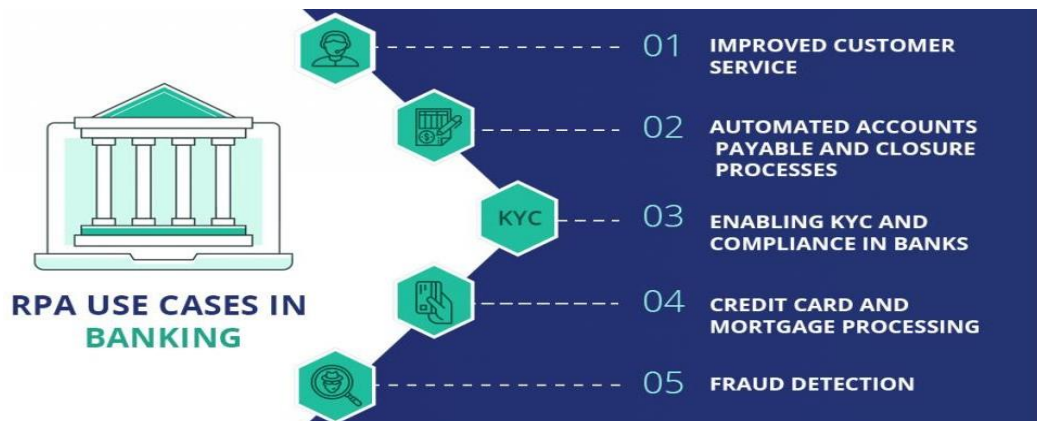 RPA USE CASES IN
BANKING
01 IMPROVED CUSTOMER
SERVICE
02 AUTOMATED ACCOUNTS
PAYABLE AND CLOSURE
PROCESSES
KYC
03 ENABLING KYC AND
COMPLIANCE IN BANKS
04 CREDIT CARD AND
MORTGAGE PROCESSING
05 FRAUD DETECTION